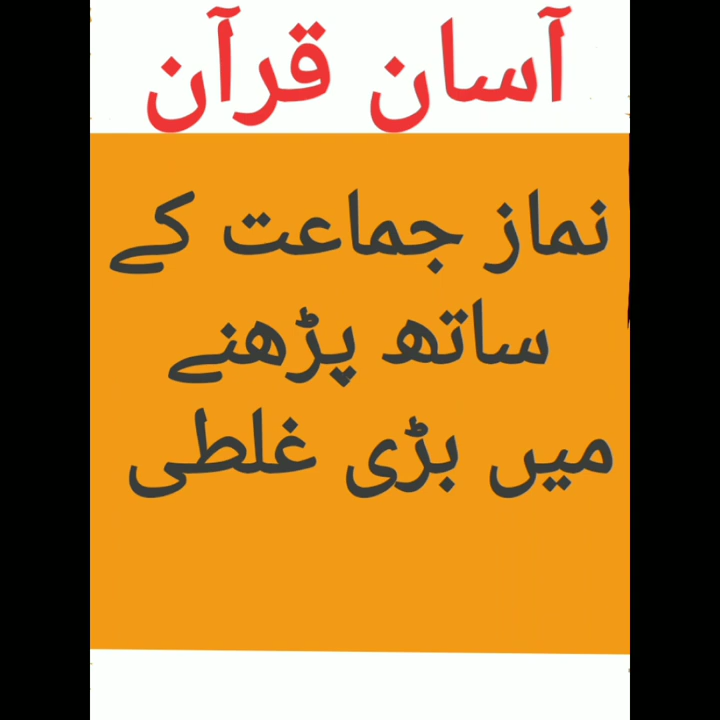 آسان قرآن
نماز جماعت کے
ساتھ پڑھنے
میں بڑی غلطی